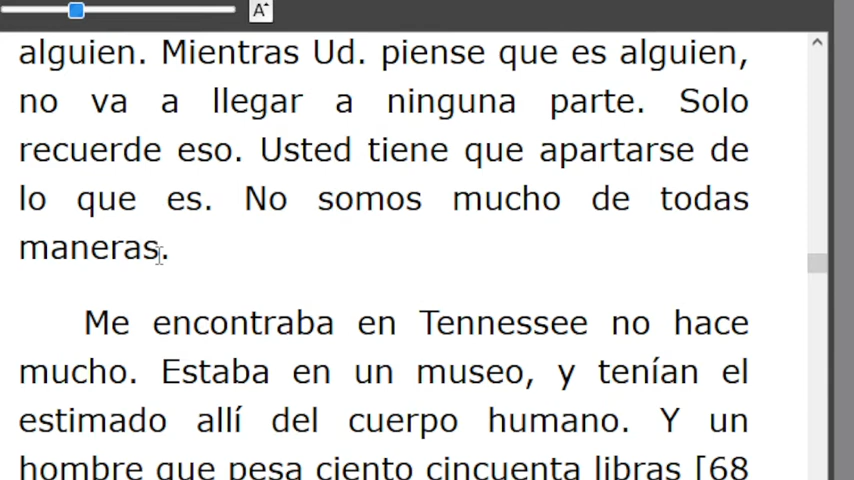 A
alguien. Mientras Ud. piense que es alguien,
no va a llegar a ninguna parte. Solo
recuerde eso. Usted tiene que apartarse de
lo que es. No somos mucho de todas
maneras.
Me encontraba en Tennessee no hace
mucho. Estaba en un museo, y tenían el
estimado allí del cuerpo humano. Y un
hombre que pesa ciento cincuenta libras [68